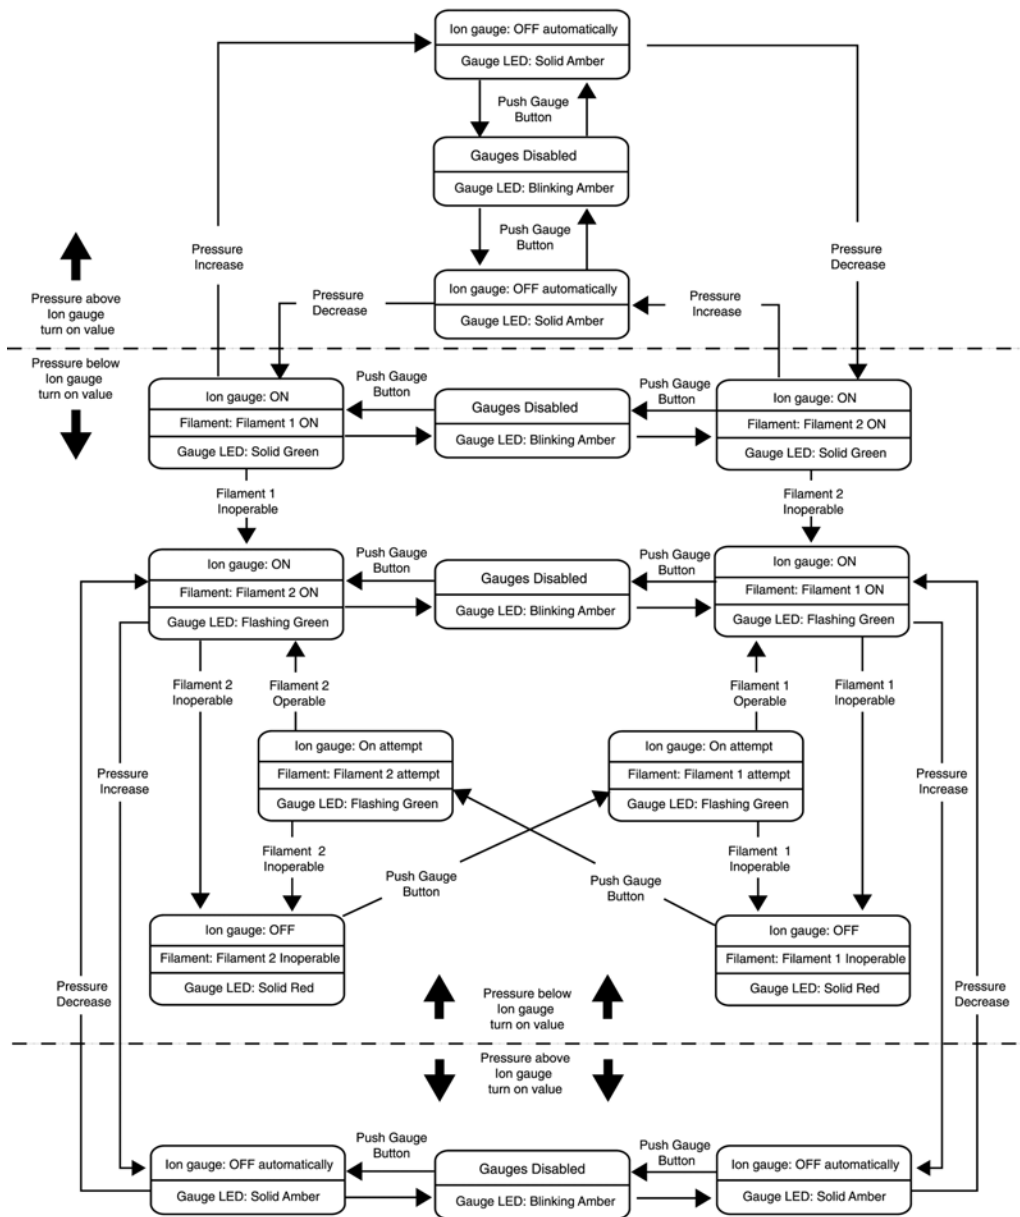 Ion gauge: OFF automatically
Gauge LED: Solid Amber
Push Gauge
Button
Gauges Disabled
Gauge LED: Blinking Amber
Push Gauge
Button
Pressure
Increase
Pressure
Decrease
Pressure above
Ion gauge
turn on value
Pressure
Decrease
Ion gauge: OFF automatically
Gauge LED: Solid Amber
Pressure
Increase
Pressure below
Ion gauge
turn on value
Ion gauge: ON
Filament: Filament 1 ON
Gauge LED: Solid Green
Push Gauge
Button
Gauges Disabled
Gauge LED: Blinking Amber
Push Gauge
Button
Ion gauge: ON
Filament: Filament 2 ON
Gauge LED: Solid Green
Filament 1
Inoperable
Filament 2
Inoperable
Ion gauge: ON
Filament: Filament 2 ON
Gauge LED: Flashing Green
Push Gauge
Button
Gauges Disabled
Gauge LED: Blinking Amber
Push Gauge
Button
Ion gauge: ON
Filament: Filament 1 ON
Gauge LED: Flashing Green
Filament 2
Inoperable
Filament 2
Operable
Filament 1
Operable
Filament 1
Inoperable
Pressure
Increase
Ion gauge: On attempt
Filament: Filament 2 attempt
Gauge LED: Flashing Green
Ion gauge: On attempt
Filament: Filament 1 attempt
Gauge LED: Flashing Green
Pressure
Increase
Filament 2
Inoperable
Push Gauge
Button
Push Gauge
Button
Filament 1
Inoperable
Ion gauge: OFF
Filament: Filament 2 Inoperable
Gauge LED: Solid Red
Ion gauge: OFF
Filament: Filament 1 Inoperable
Gauge LED: Solid Red
Pressure
Decrease
Pressure below
Ion gauge
turn on value
Pressure
Decrease
Pressure above
Ion gauge
turn on value
Ion gauge: OFF automatically
Gauge LED: Solid Amber
Push Gauge
Button
Gauges Disabled
Gauge LED: Blinking Amber
Push Gauge
Button
Ion gauge: OFF automatically
Gauge LED: Solid Amber